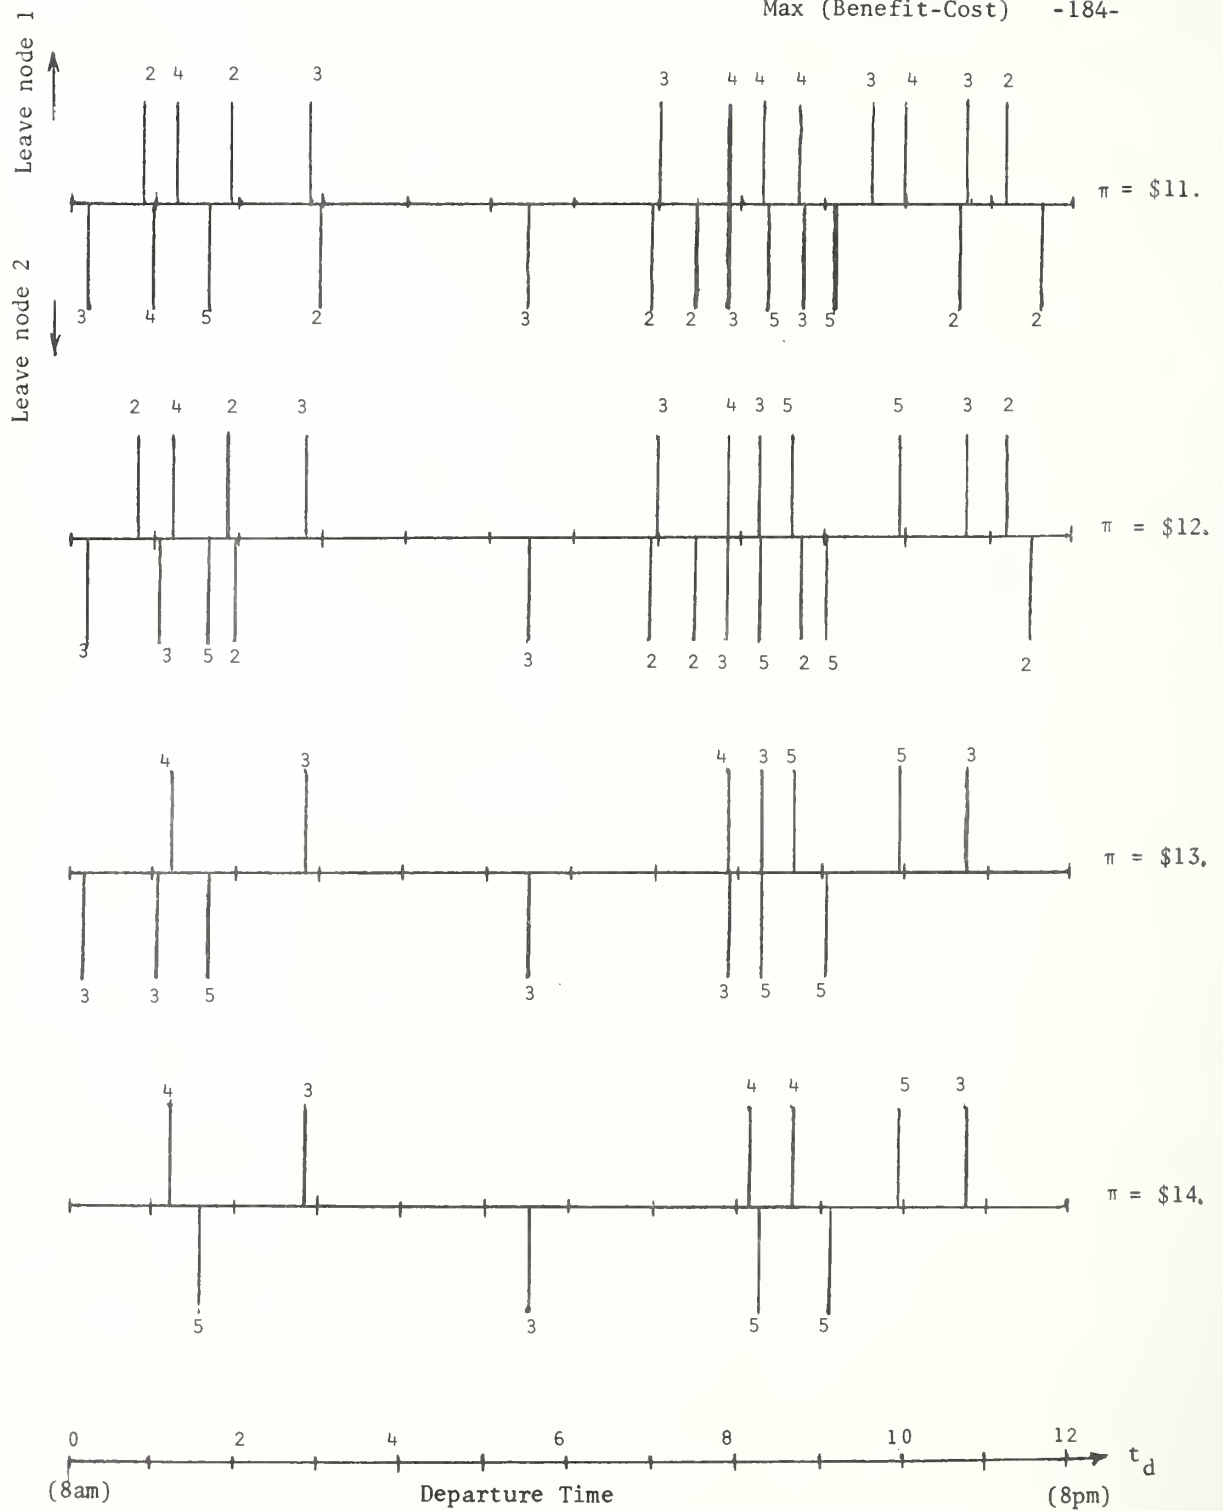 Max (Benefit-Cost) -184-
Leave node 1
Leave node 2
2 4 2 3 3 4 4 4 3 4 3 2
π = $11.
3 4 5 2 3 2 2 3 5 3 5 2 2
2 4 2 3 3 4 3 5 5 3 2
π = $12.
3 3 5 2 3 2 2 3 5 2 5 2
4 3 4 3 5 5 3
π = $13.
3 3 5 3 3 5 5
4 3 4 4 5 3
π = $14.
5 3 5 5
0 2 4 6 8 10 12
t_d
(8am) Departure Time (8pm)